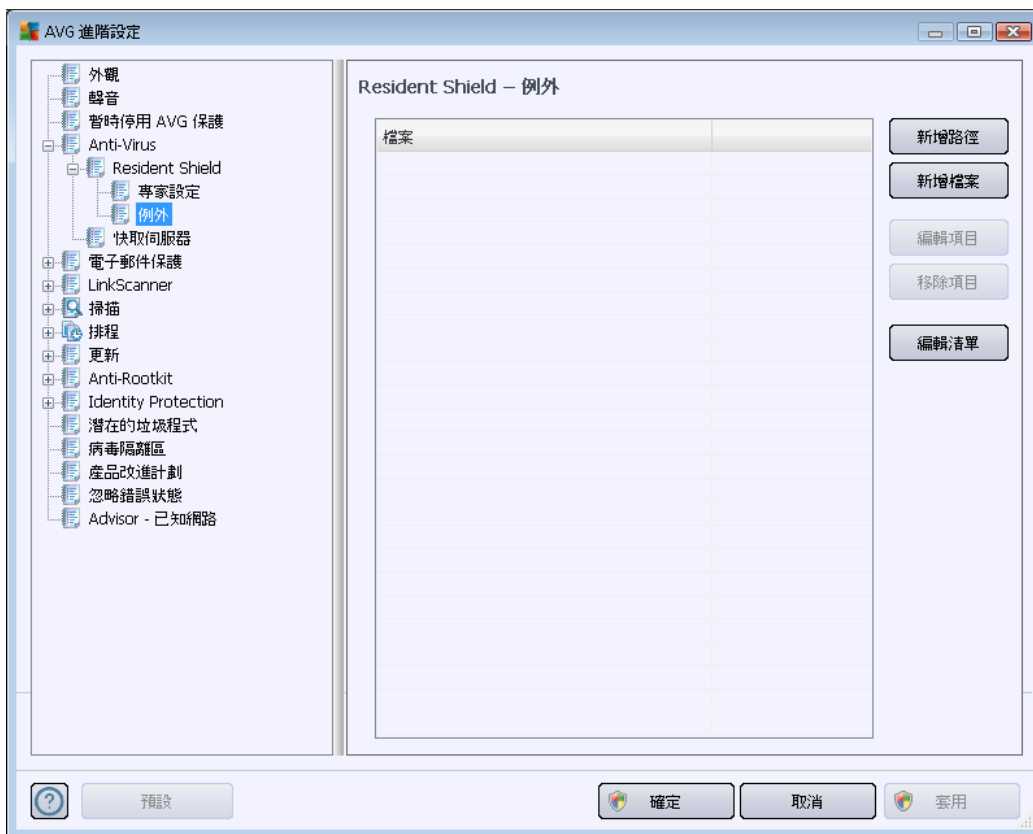 AVG 進階設定
外觀
聲音
暫時停用 AVG 保護
Anti-Virus
Resident Shield
專家設定
例外
快取伺服器
電子郵件保護
LinkScanner
掃描
排程
更新
Anti-Rootkit
Identity Protection
潛在的垃圾程式
病毒隔離區
產品改進計劃
忽略錯誤狀態
Advisor - 已知網路
Resident Shield – 例外
檔案
新增路徑
新增檔案
編輯項目
移除項目
編輯清單
預設
確定
取消
套用